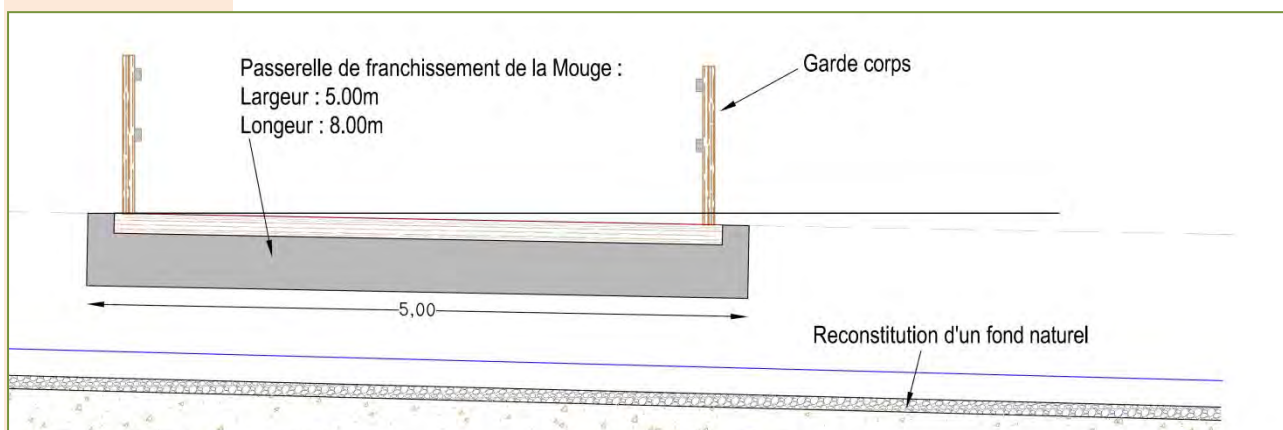 Passerelle de franchissement de la Mouge :
Largeur : 5.00m
Longeur : 8.00m
Garde corps
5,00
Reconstitution d'un fond naturel